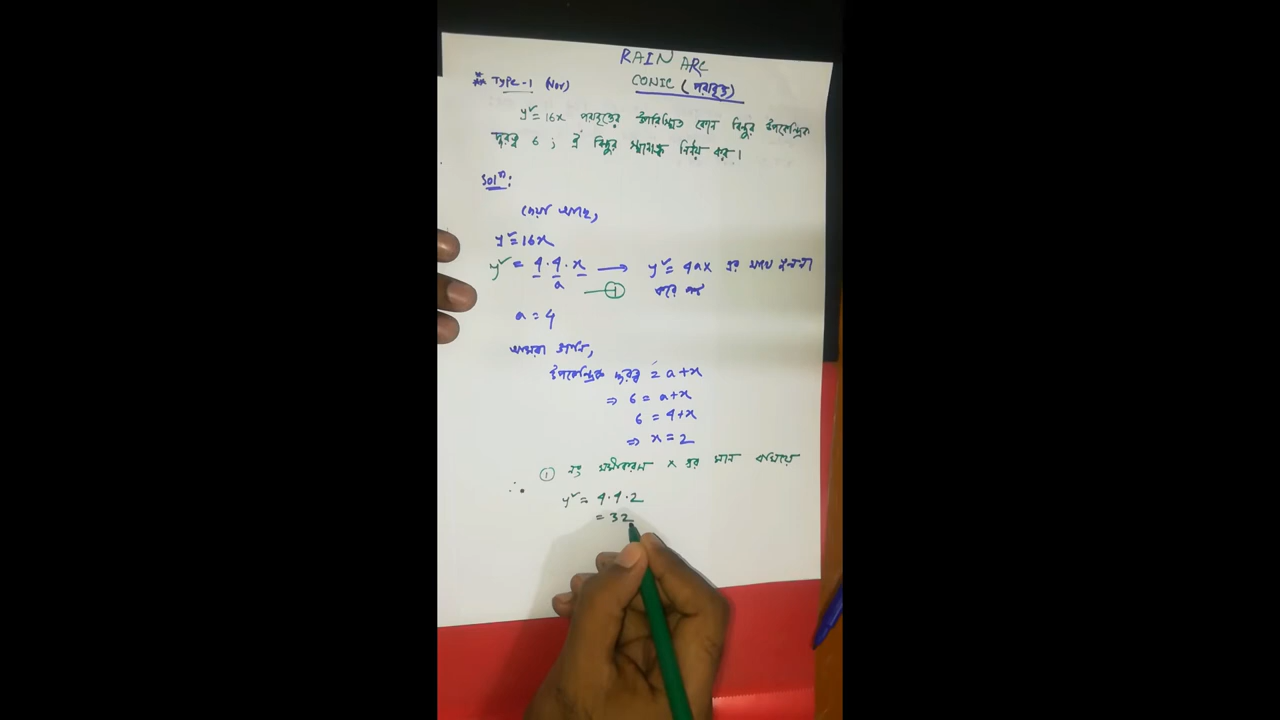 RAIN ARC
CONIC (পরাবৃত্ত)
** TYPE-1 (Nov)
y² = 16x পরাবৃত্তের উপরিস্থিত কোন বিন্দুর উপকেন্দ্রিক
দূরত্ব 6 ; ঐ বিন্দুর স্থানাঙ্ক নির্ণয় কর।
Solⁿ:
দেয়া আছে,
y² = 16x
y² = 4·4·x → y² = 4ax এর সাথে তুলনা
a ① করে পাই
a = 4
আমরা জানি,
উপকেন্দ্রিক দূরত্ব = a+x
⇒ 6 = a+x
6 = 4+x
⇒ x = 2
① নং সমীকরণে x এর মান বসিয়ে
∴ y² = 4·4·2
= 32